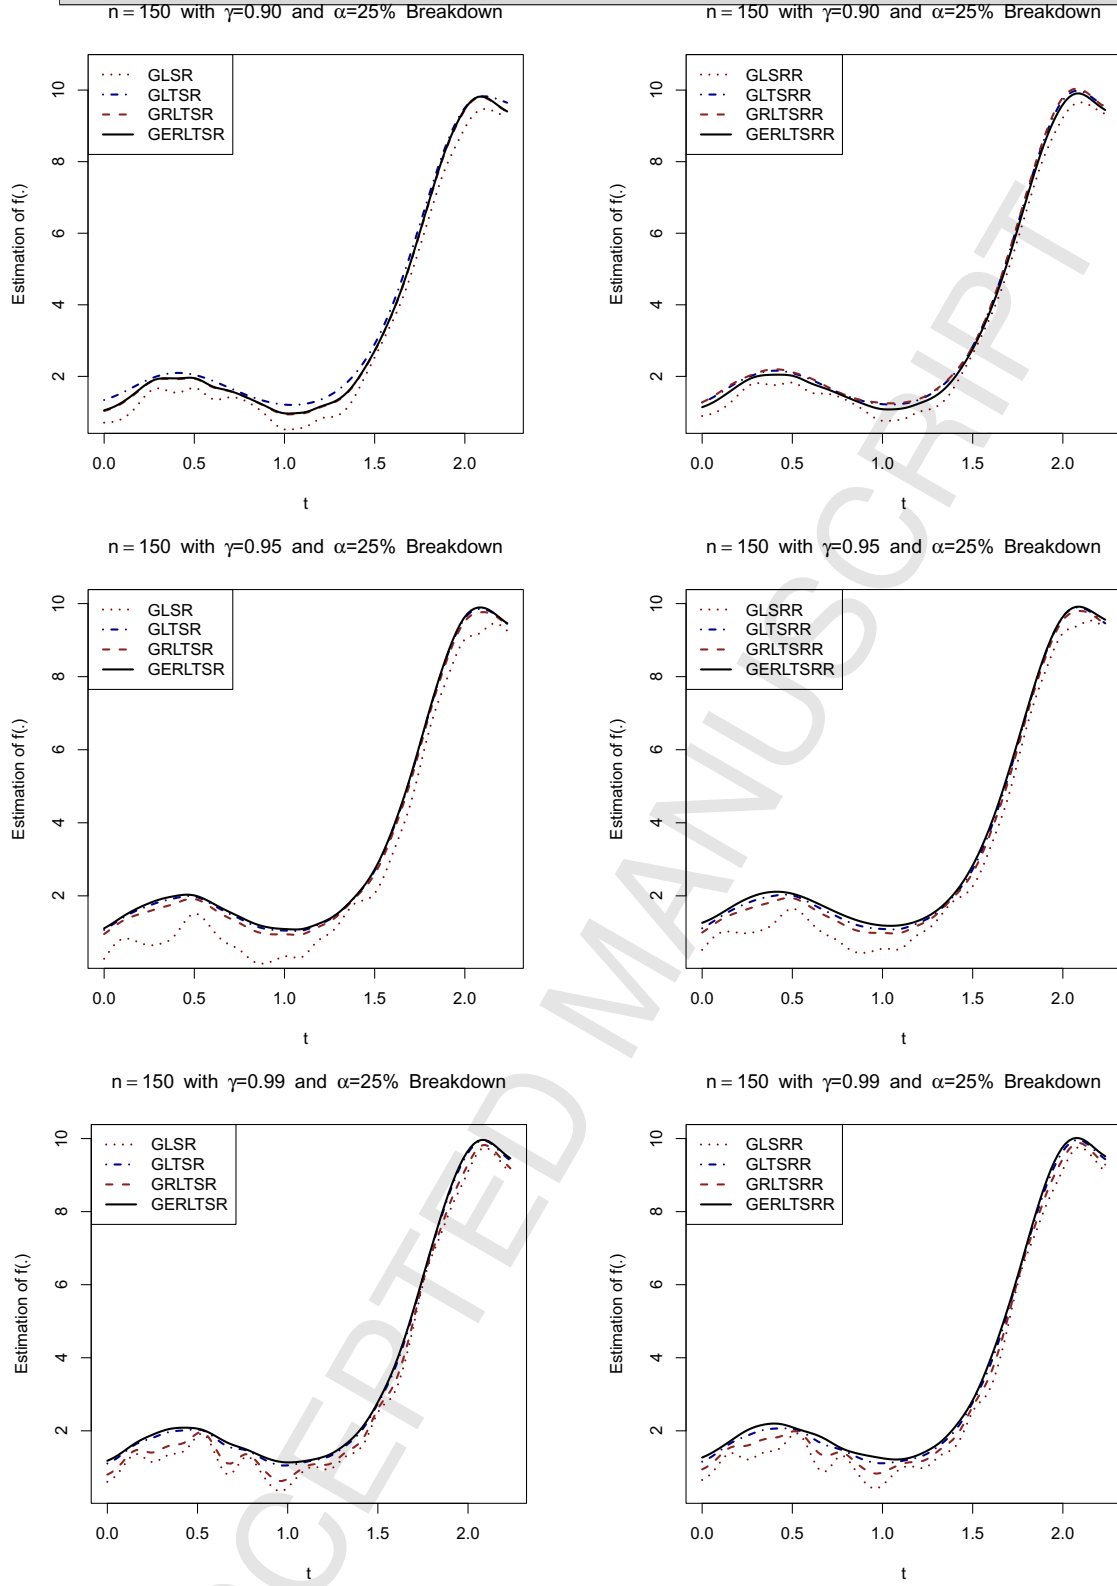 n = 150 with γ=0.90 and α=25% Breakdown
GLSR
GLTSR
GRLTSR
GERLTSR
Estimation of f(.)
2 4 6 8 10
0.0 0.5 1.0 1.5 2.0
t
n = 150 with γ=0.90 and α=25% Breakdown
GLSRR
GLTSRR
GRLTSRR
GERLTSRR
Estimation of f(.)
2 4 6 8 10
0.0 0.5 1.0 1.5 2.0
t
n = 150 with γ=0.95 and α=25% Breakdown
GLSR
GLTSR
GRLTSR
GERLTSR
Estimation of f(.)
2 4 6 8 10
0.0 0.5 1.0 1.5 2.0
t
n = 150 with γ=0.95 and α=25% Breakdown
GLSRR
GLTSRR
GRLTSRR
GERLTSRR
Estimation of f(.)
2 4 6 8 10
0.0 0.5 1.0 1.5 2.0
t
n = 150 with γ=0.99 and α=25% Breakdown
GLSR
GLTSR
GRLTSR
GERLTSR
Estimation of f(.)
2 4 6 8 10
0.0 0.5 1.0 1.5 2.0
t
n = 150 with γ=0.99 and α=25% Breakdown
GLSRR
GLTSRR
GRLTSRR
GERLTSRR
Estimation of f(.)
2 4 6 8 10
0.0 0.5 1.0 1.5 2.0
t
CEPTED MANUSCRIPT